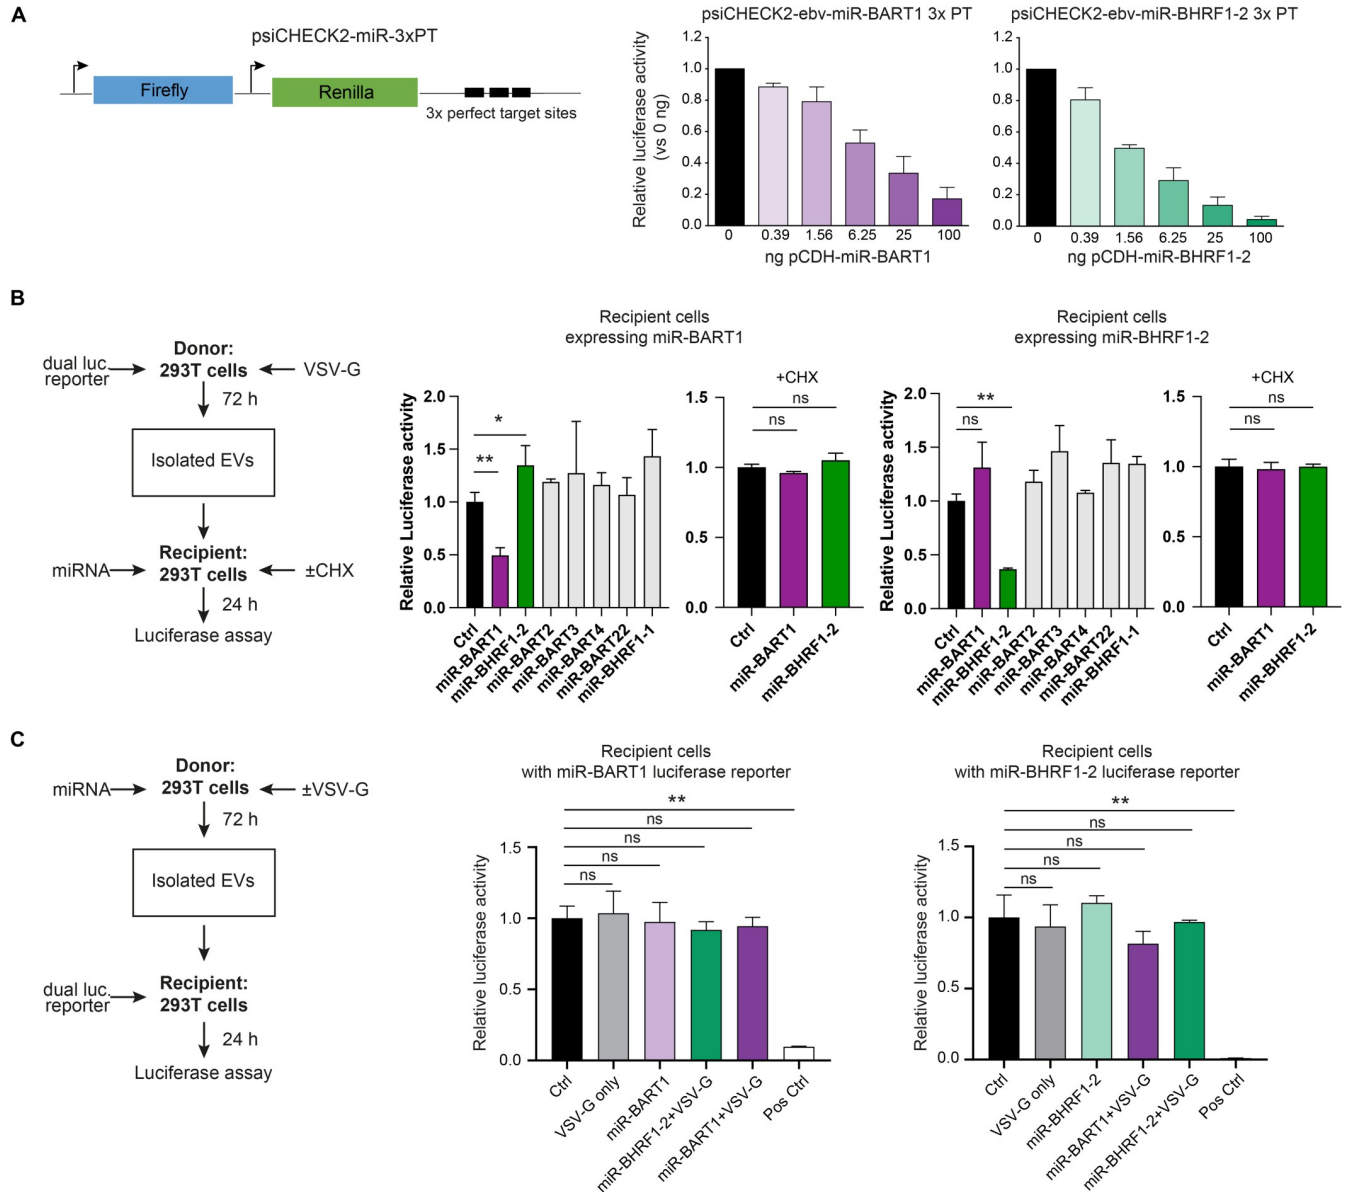 A
psiCHECK2-miR-3xPT
Firefly
Renilla
3x perfect target sites
psiCHECK2-ebv-miR-BART1 3x PT
Relative luciferase activity
(vs 0 ng)
1.2
1.0
0.8
0.6
0.4
0.2
0.0
0 0.39 1.56 6.25 25 100
ng pCDH-miR-BART1
psiCHECK2-ebv-miR-BHRF1-2 3x PT
1.2
1.0
0.8
0.6
0.4
0.2
0.0
0 0.39 1.56 6.25 25 100
ng pCDH-miR-BHRF1-2
B
Donor:
293T cells
dual luc.
reporter
VSV-G
72 h
Isolated EVs
Recipient:
293T cells
miRNA
±CHX
24 h
Luciferase assay
Recipient cells
expressing miR-BART1
Relative Luciferase activity
2.0
1.5
1.0
0.5
0.0
*
**
Ctrl
miR-BART1
miR-BHRF1-2
miR-BART2
miR-BART3
miR-BART4
miR-BART22
miR-BHRF1-1
+CHX
1.5
1.0
0.5
0.0
ns
ns
Ctrl
miR-BART1
miR-BHRF1-2
Recipient cells
expressing miR-BHRF1-2
Relative Luciferase activity
2.0
1.5
1.0
0.5
0.0
**
ns
Ctrl
miR-BART1
miR-BHRF1-2
miR-BART2
miR-BART3
miR-BART4
miR-BART22
miR-BHRF1-1
+CHX
1.5
1.0
0.5
0.0
ns
ns
Ctrl
miR-BART1
miR-BHRF1-2
C
Donor:
293T cells
miRNA
±VSV-G
72 h
Isolated EVs
Recipient:
293T cells
dual luc.
reporter
24 h
Luciferase assay
Recipient cells
with miR-BART1 luciferase reporter
Relative luciferase activity
1.5
1.0
0.5
0.0
**
ns
ns
ns
ns
Ctrl
VSV-G only
miR-BART1
miR-BHRF1-2+VSV-G
miR-BART1+VSV-G
Pos Ctrl
Recipient cells
with miR-BHRF1-2 luciferase reporter
Relative luciferase activity
1.5
1.0
0.5
0.0
**
ns
ns
ns
ns
Ctrl
VSV-G only
miR-BHRF1-2
miR-BART1+VSV-G
miR-BHRF1-2+VSV-G
Pos Ctrl